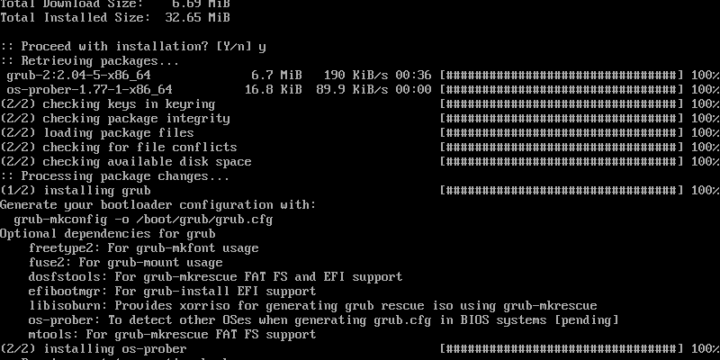 Total Download Size:    6.69 MiB
Total Installed Size:  32.65 MiB
:: Proceed with installation? [Y/n] y
:: Retrieving packages...
grub-2:2.04-5-x86_64 6.7 MiB 190 KiB/s 00:36 [################################] 100%
os-prober-1.77-1-x86_64 16.8 KiB 89.9 KiB/s 00:00 [################################] 100%
(2/2) checking keys in keyring [################################] 100%
(2/2) checking package integrity [################################] 100%
(2/2) loading package files [################################] 100%
(2/2) checking for file conflicts [################################] 100%
(2/2) checking available disk space [################################] 100%
:: Processing package changes...
(1/2) installing grub [################################] 100%
Generate your bootloader configuration with:
grub-mkconfig -o /boot/grub/grub.cfg
Optional dependencies for grub
freetype2: For grub-mkfont usage
fuse2: For grub-mount usage
dosfstools: For grub-mkrescue FAT FS and EFI support
efibootmgr: For grub-install EFI support
libisoburn: Provides xorriso for generating grub rescue iso using grub-mkrescue
os-prober: To detect other OSes when generating grub.cfg in BIOS systems [pending]
mtools: For grub-mkrescue FAT FS support
(2/2) installing os-prober [################################] 100%